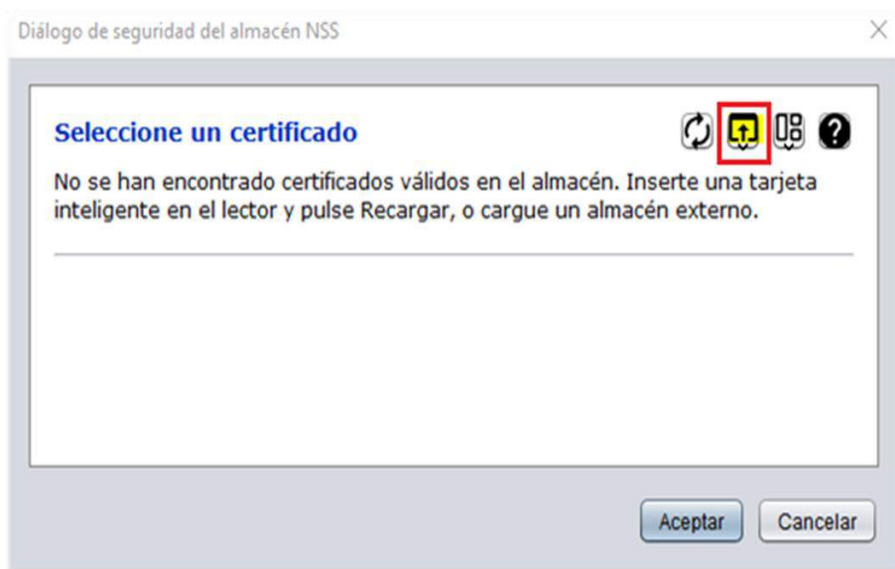 Diálogo de seguridad del almacén NSS
Seleccione un certificado
No se han encontrado certificados válidos en el almacén. Inserte una tarjeta
inteligente en el lector y pulse Recargar, o cargue un almacén externo.
Aceptar
Cancelar